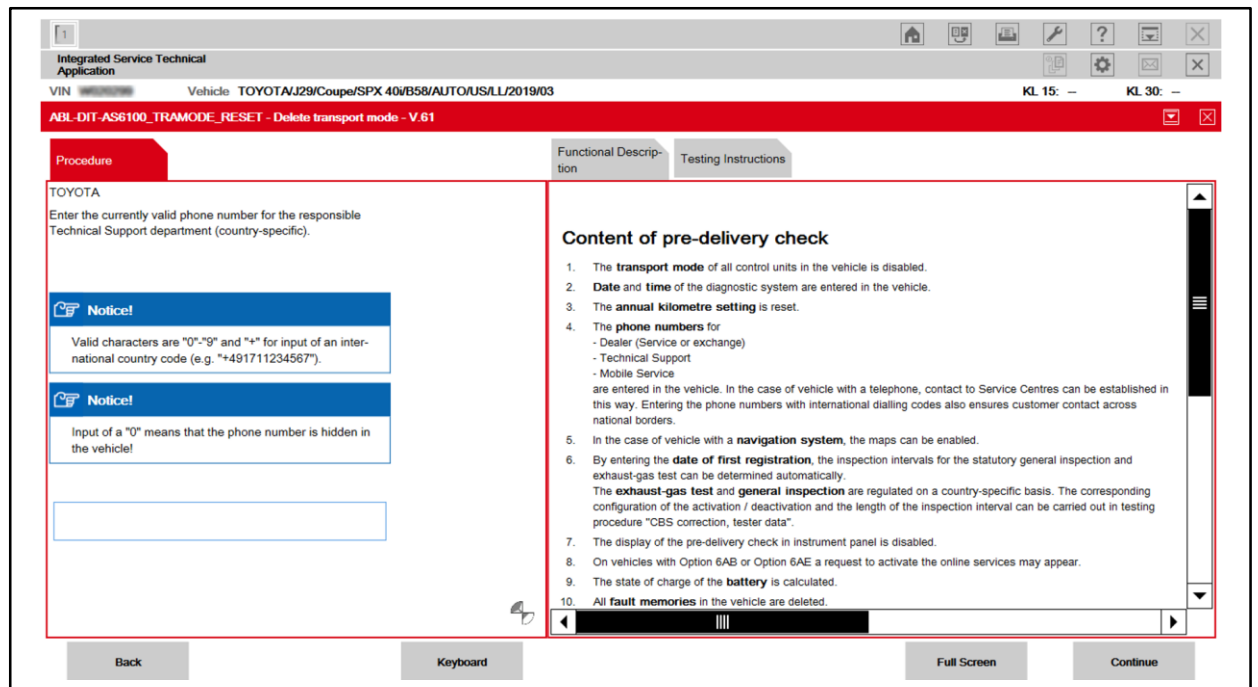 1
Integrated Service Technical
Application
VIN Vehicle TOYOTA/J29/Coupe/SPX 40i/B58/AUTO/US/LL/2019/03 KL 15: -- KL 30: --
ABL-DIT-AS6100_TRAMODE_RESET - Delete transport mode - V.61
Procedure
TOYOTA
Enter the currently valid phone number for the responsible
Technical Support department (country-specific).
Notice!
Valid characters are "0"-"9" and "+" for input of an inter-
national country code (e.g. "+491711234567").
Notice!
Input of a "0" means that the phone number is hidden in
the vehicle!
Functional Descrip-
tion
Testing Instructions
Content of pre-delivery check
1. The transport mode of all control units in the vehicle is disabled.
2. Date and time of the diagnostic system are entered in the vehicle.
3. The annual kilometre setting is reset.
4. The phone numbers for
- Dealer (Service or exchange)
- Technical Support
- Mobile Service
are entered in the vehicle. In the case of vehicle with a telephone, contact to Service Centres can be established in
this way. Entering the phone numbers with international dialling codes also ensures customer contact across
national borders.
5. In the case of vehicle with a navigation system, the maps can be enabled.
6. By entering the date of first registration, the inspection intervals for the statutory general inspection and
exhaust-gas test can be determined automatically.
The exhaust-gas test and general inspection are regulated on a country-specific basis. The corresponding
configuration of the activation / deactivation and the length of the inspection interval can be carried out in testing
procedure "CBS correction, tester data".
7. The display of the pre-delivery check in instrument panel is disabled.
8. On vehicles with Option 6AB or Option 6AE a request to activate the online services may appear.
9. The state of charge of the battery is calculated.
10. All fault memories in the vehicle are deleted.
Back Keyboard Full Screen Continue